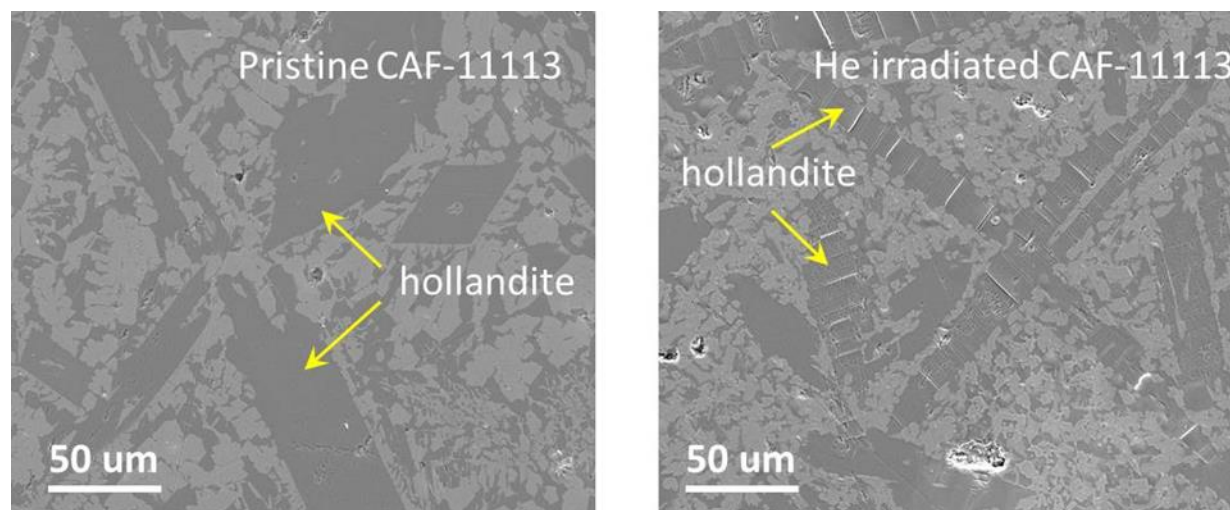 Pristine CAF-11113
hollandite
50 um
He irradiated CAF-11113
hollandite
50 um